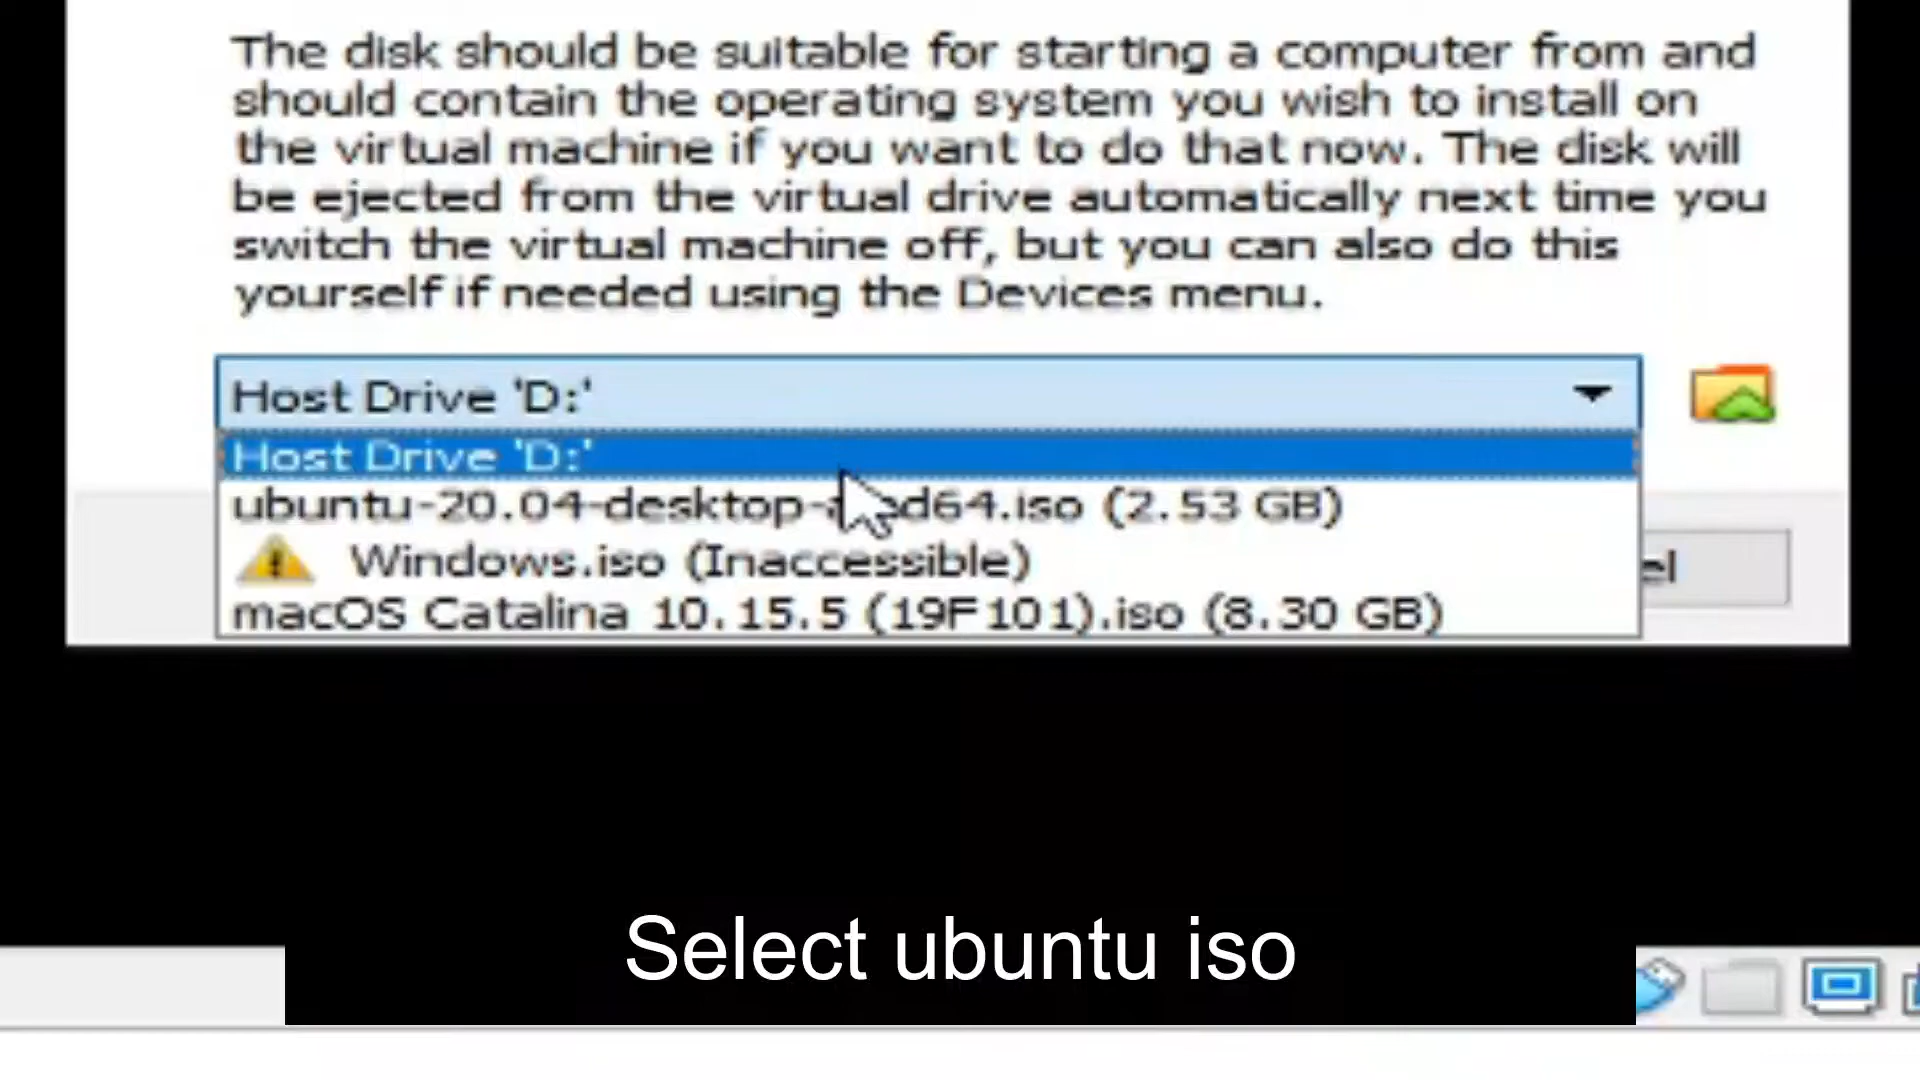 The disk should be suitable for starting a computer from and
should contain the operating system you wish to install on
the virtual machine if you want to do that now. The disk will
be ejected from the virtual drive automatically next time you
switch the virtual machine off, but you can also do this
yourself if needed using the Devices menu.
Host Drive 'D:'
Host Drive 'D:'
ubuntu-20.04-desktop-amd64.iso (2.53 GB)
Windows.iso (Inaccessible)
macOS Catalina 10.15.5 (19F101).iso (8.30 GB)
Select ubuntu iso